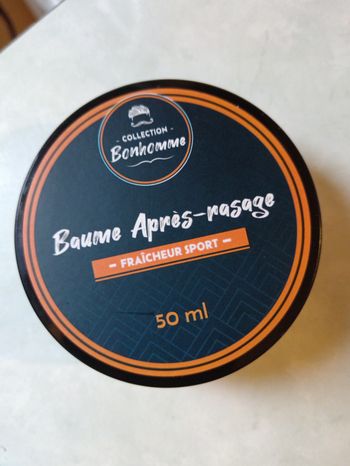 - COLLECTION -
Bonhomme
Baume Après-rasage
- FRAÎCHEUR SPORT -
50 ml